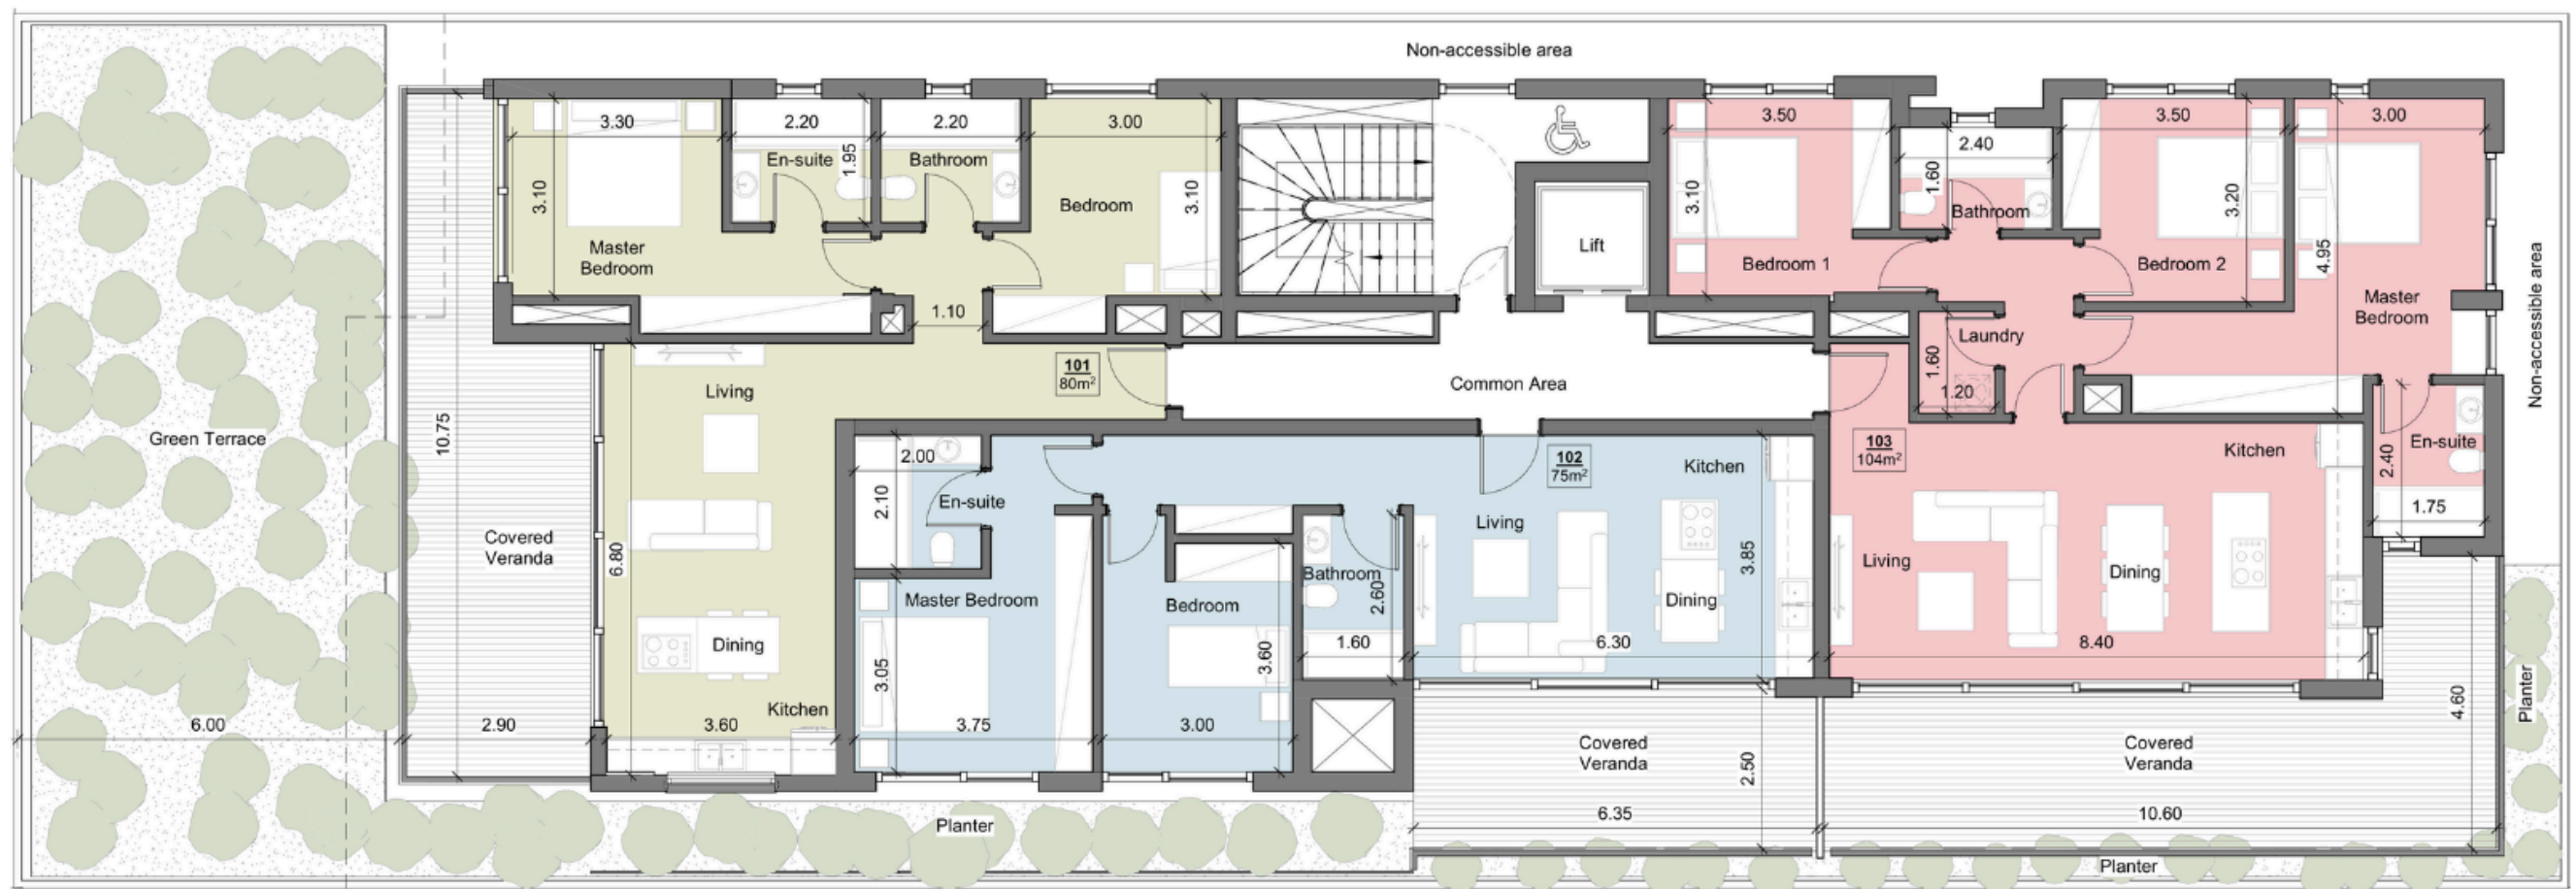 Non-accessible area
3.30
2.20
2.20
3.00
3.50
3.50
3.00
2.40
En-suite
1.95
Bathroom
3.10
Bedroom
3.10
3.10
1.60
Bathroom
3.20
Master
Bedroom
Lift
Bedroom 1
Bedroom 2
4.95
Master
Bedroom
Non-accessible area
1.10
Laundry
1.60
1.20
101
80m²
Living
Common Area
Green Terrace
10.75
Covered
Veranda
6.80
2.00
2.10
En-suite
102
75m²
Kitchen
Living
3.85
Dining
103
104m²
Kitchen
En-suite
2.40
1.75
Living
Dining
Master Bedroom
Bedroom
Bathroom
2.60
1.60
6.30
8.40
Dining
Kitchen
3.05
3.60
6.00
2.90
3.60
3.75
3.00
Covered
Veranda
2.50
6.35
Covered
Veranda
10.60
4.60
Planter
Planter
Planter